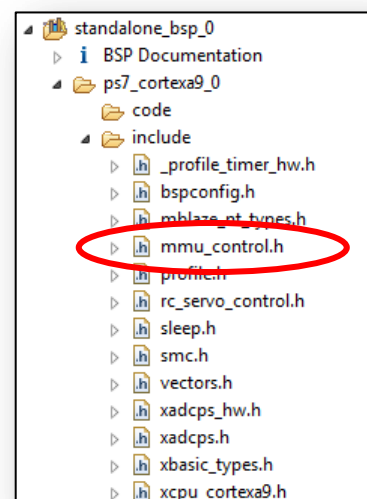 standalone_bsp_0
BSP Documentation
ps7_cortexa9_0
code
include
_profile_timer_hw.h
bspconfig.h
mblaze_nt_types.h
mmu_control.h
profile.h
rc_servo_control.h
sleep.h
smc.h
vectors.h
xadcps_hw.h
xadcps.h
xbasic_types.h
xcpu_cortexa9.h